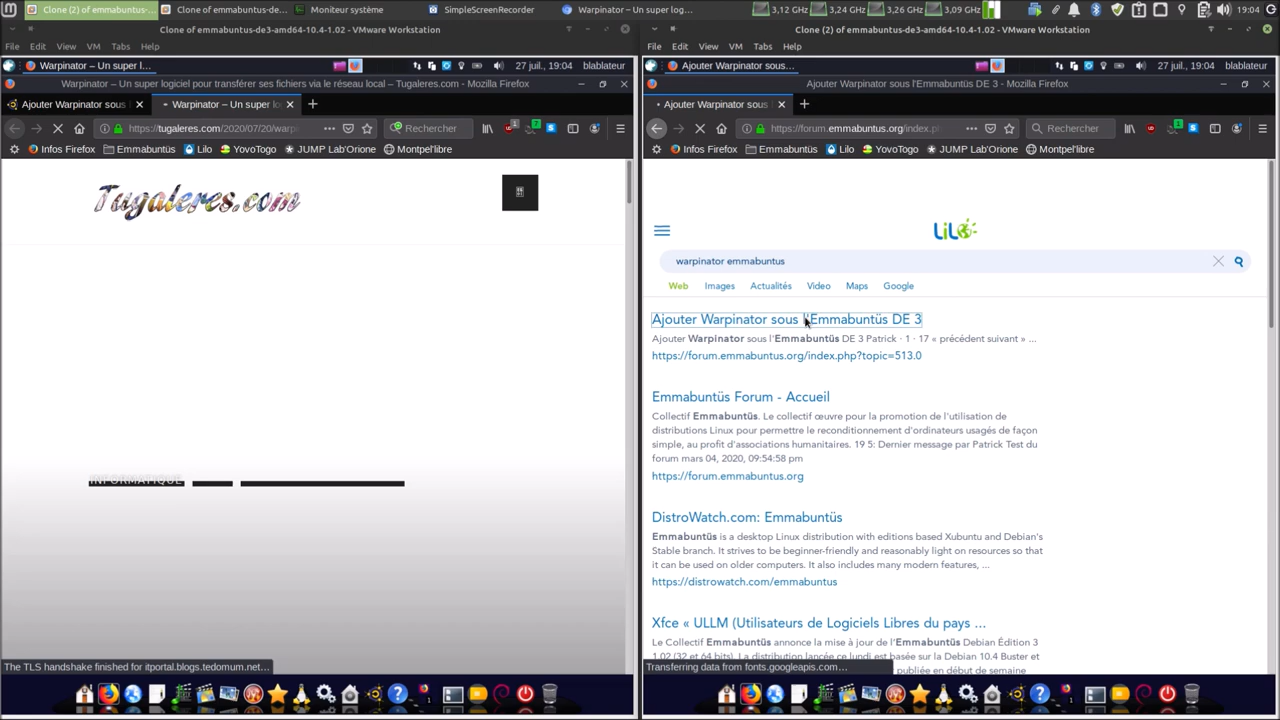 Clone (2) of emmabuntus-...
Clone of emmabuntus-de...
Moniteur système
SimpleScreenRecorder
Warpinator – Un super log...
3,12 GHz
3,24 GHz
3,26 GHz
3,09 GHz
19:04
Clone of emmabuntus-de3-amd64-10.4-1.02 - VMware Workstation
File Edit View VM Tabs Help
Warpinator – Un super l...
27 juil., 19:04
blablateur
Warpinator – Un super logiciel pour transférer ses fichiers via le réseau local – Tugaleres.com - Mozilla Firefox
Ajouter Warpinator sous
Warpinator – Un super lo
https://tugaleres.com/2020/07/20/warp
Rechercher
Infos Firefox
Emmabuntüs
Lilo
YovoTogo
JUMP Lab'Orione
Montpel'libre
Tugaleres.com
INFORMATIQUE
The TLS handshake finished for itportal.blogs.tedomum.net...
Clone (2) of emmabuntus-de3-amd64-10.4-1.02 - VMware Workstation
File Edit View VM Tabs Help
Ajouter Warpinator sous...
27 juil., 19:04
blablateur
Ajouter Warpinator sous l'Emmabuntüs DE 3 - Mozilla Firefox
Ajouter Warpinator sous
https://forum.emmabuntus.org/index.p
Rechercher
Infos Firefox
Emmabuntüs
Lilo
YovoTogo
JUMP Lab'Orione
Montpel'libre
LiLO
warpinator emmabuntus
Web Images Actualités Video Maps Google
Ajouter Warpinator sous l'Emmabuntüs DE 3
Ajouter Warpinator sous l'Emmabuntüs DE 3 Patrick · 1 · 17 « précédent suivant » ...
https://forum.emmabuntus.org/index.php?topic=513.0
Emmabuntüs Forum - Accueil
Collectif Emmabuntüs. Le collectif œuvre pour la promotion de l'utilisation de
distributions Linux pour permettre le reconditionnement d'ordinateurs usagés de façon
simple, au profit d'associations humanitaires. 19 5: Dernier message par Patrick Test du
forum mars 04, 2020, 09:54:58 pm
https://forum.emmabuntus.org
DistroWatch.com: Emmabuntüs
Emmabuntüs is a desktop Linux distribution with editions based Xubuntu and Debian's
Stable branch. It strives to be beginner-friendly and reasonably light on resources so that
it can be used on older computers. It also includes many modern features, ...
https://distrowatch.com/emmabuntus
Xfce « ULLM (Utilisateurs de Logiciels Libres du pays ...
Le Collectif Emmabuntüs annonce la mise à jour de l'Emmabuntüs Debian Édition 3
1.02 (32 et 64 bits). La distribution lancée ce lundi est basée sur la Debian 10.4 Buster et
publiée en début de semaine
Transferring data from fonts.googleapis.com...